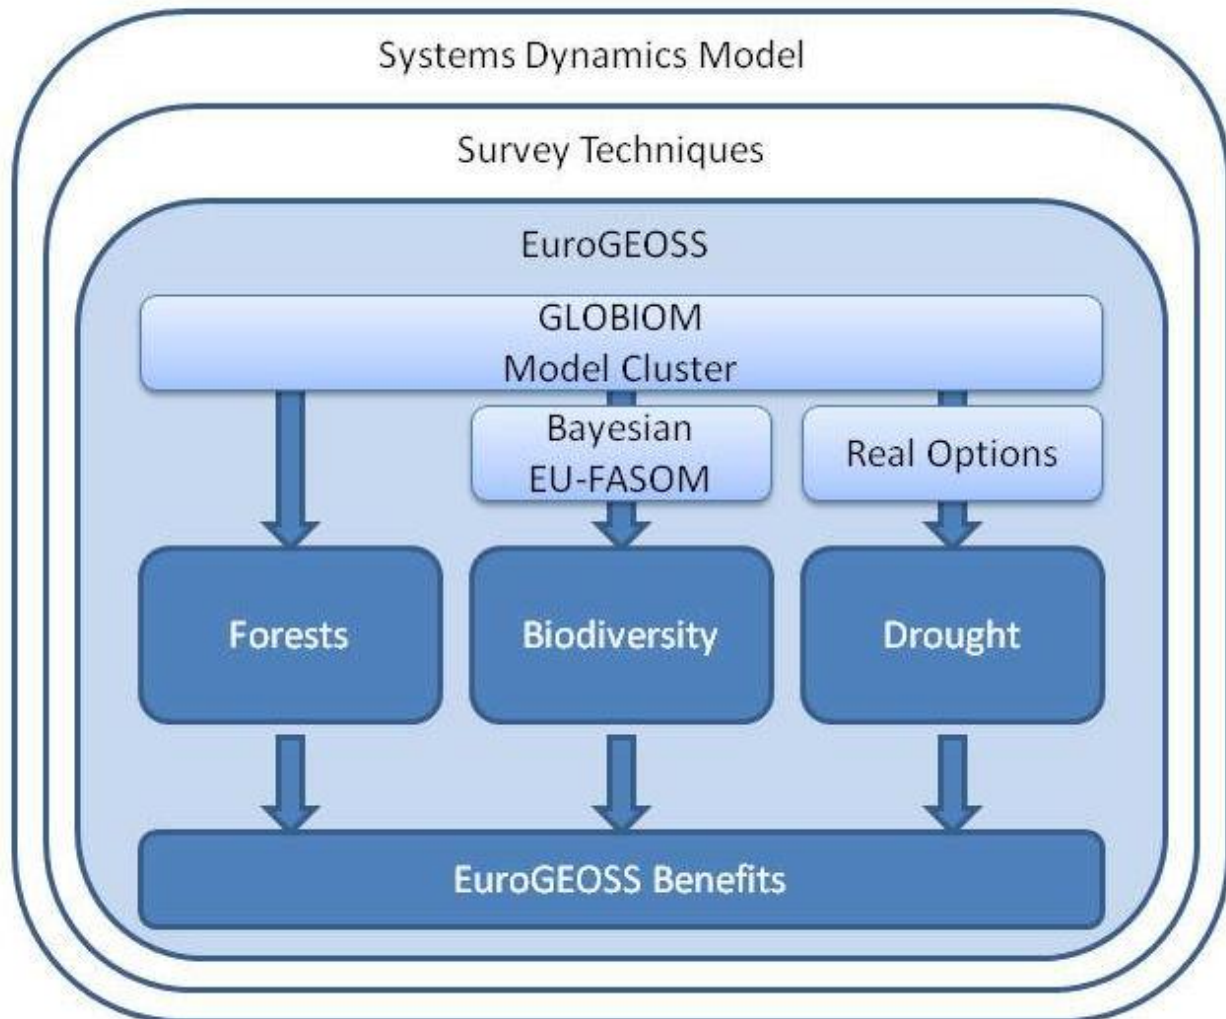 Systems Dynamics Model
Survey Techniques
EuroGEOSS
GLOBIOM
Model Cluster
Bayesian
EU-FASOM
Real Options
Forests
Biodiversity
Drought
EuroGEOSS Benefits